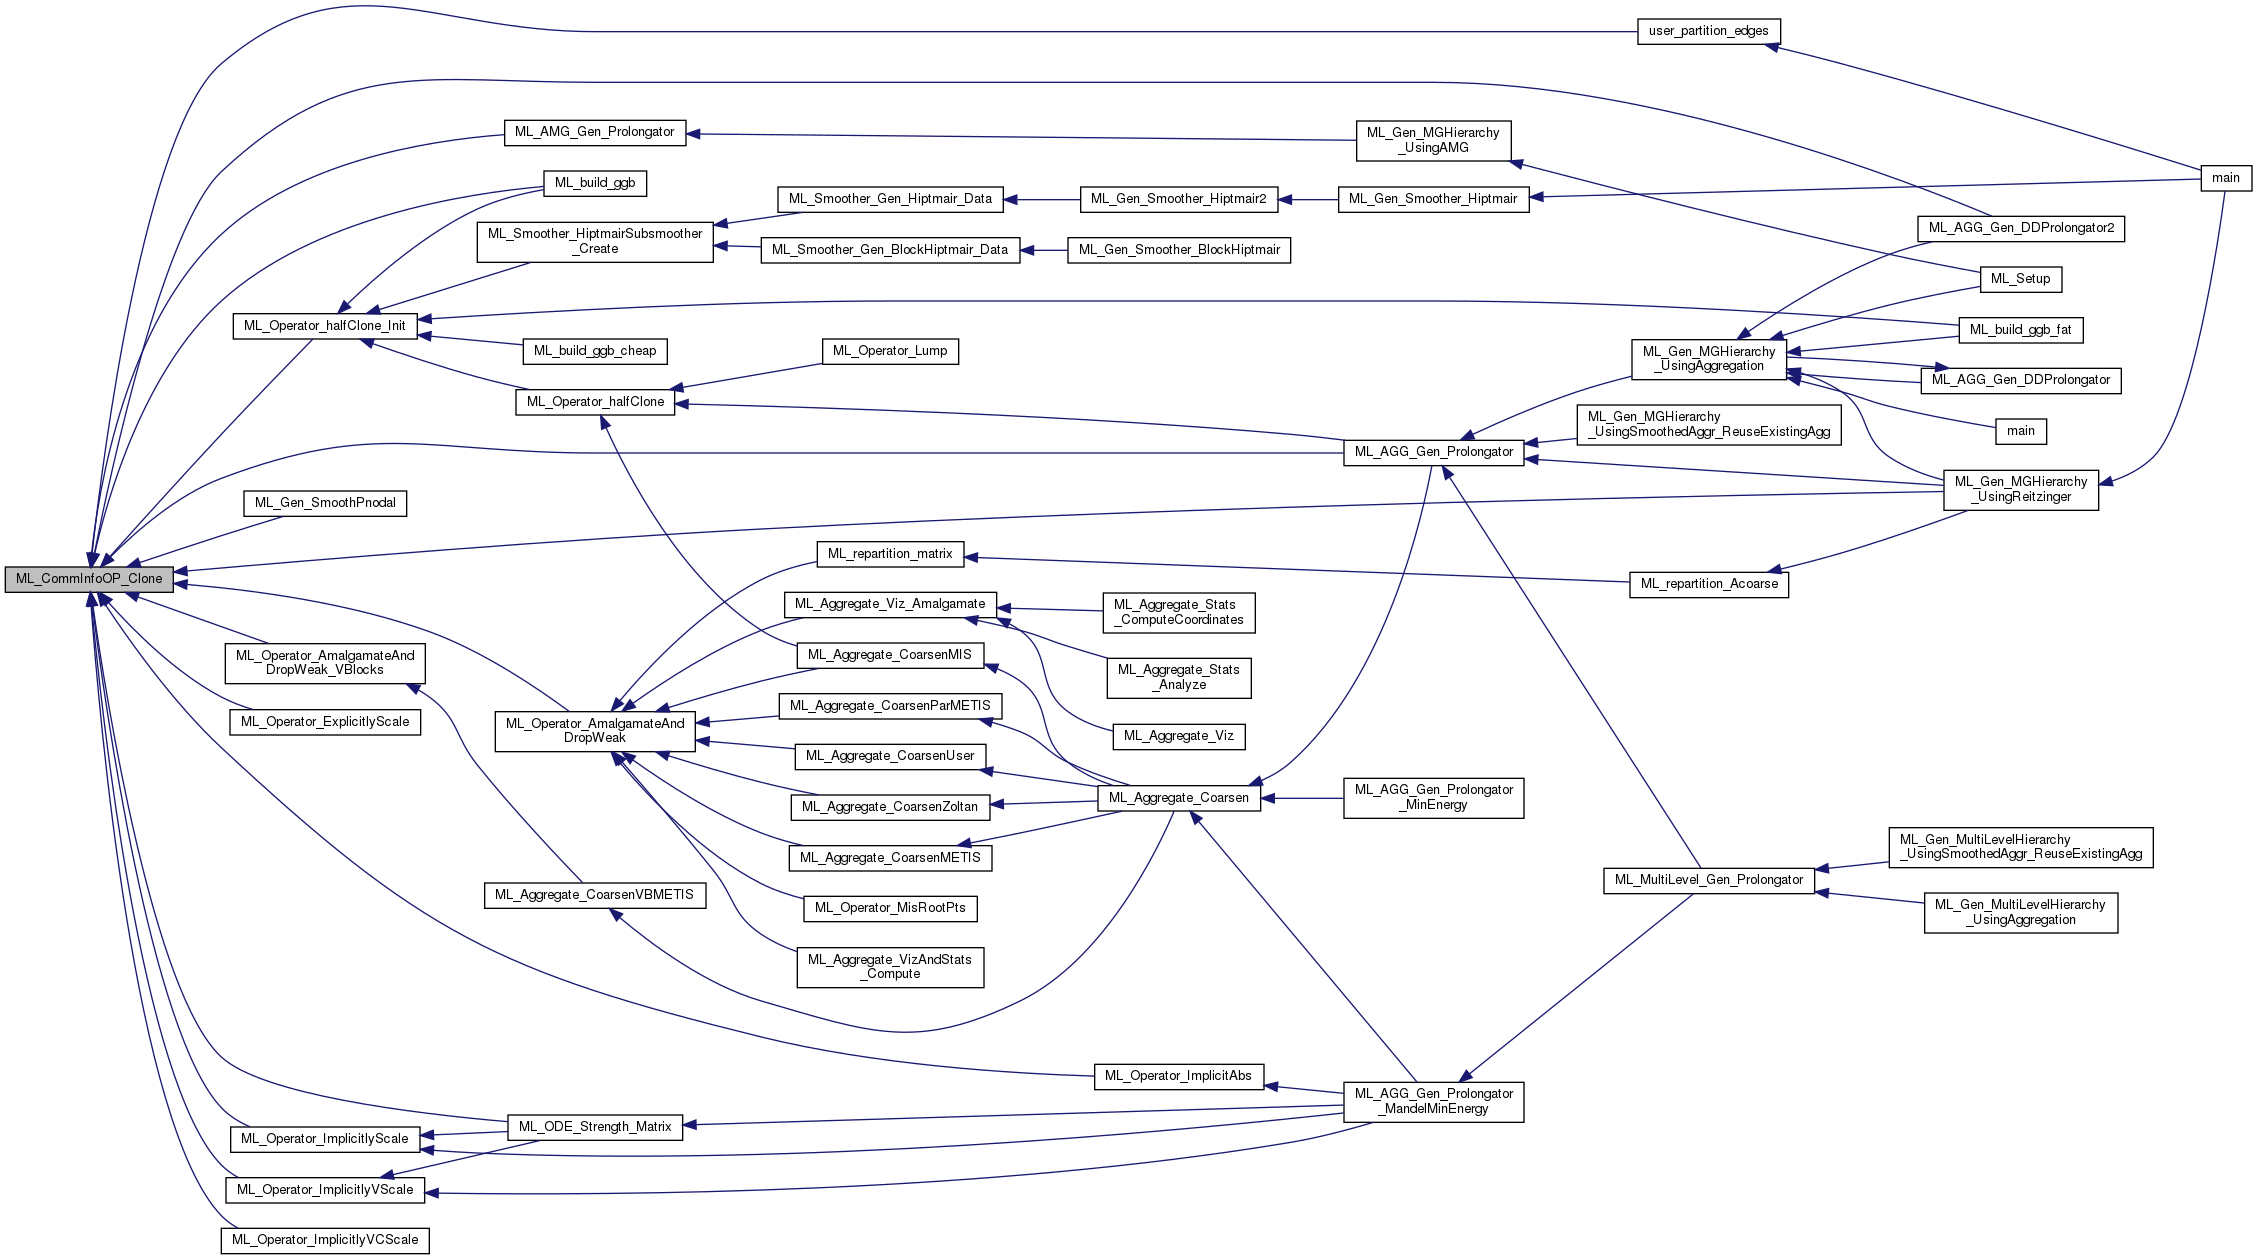 user_partition_edges
ML_AMG_Gen_Prolongator
ML_Gen_MGHierarchy
_UsingAMG
main
ML_build_ggb
ML_Smoother_Gen_Hiptmair_Data
ML_Gen_Smoother_Hiptmair2
ML_Gen_Smoother_Hiptmair
ML_AGG_Gen_DDProlongator2
ML_Smoother_HiptmairSubsmoother
_Create
ML_Smoother_Gen_BlockHiptmair_Data
ML_Gen_Smoother_BlockHiptmair
ML_Setup
ML_Operator_halfClone_Init
ML_build_ggb_fat
ML_build_ggb_cheap
ML_Operator_Lump
ML_Gen_MGHierarchy
_UsingAggregation
ML_AGG_Gen_DDProlongator
ML_Operator_halfClone
ML_Gen_MGHierarchy
_UsingSmoothedAggr_ReuseExistingAgg
main
ML_AGG_Gen_Prolongator
ML_Gen_MGHierarchy
_UsingReitzinger
ML_Gen_SmoothPnodal
ML_repartition_matrix
ML_CommInfoOP_Clone
ML_repartition_Acoarse
ML_Aggregate_Viz_Amalgamate
ML_Aggregate_Stats
_ComputeCoordinates
ML_Operator_AmalgamateAnd
DropWeak_VBlocks
ML_Aggregate_CoarsenMIS
ML_Aggregate_Stats
_Analyze
ML_Operator_ExplicitlyScale
ML_Operator_AmalgamateAnd
DropWeak
ML_Aggregate_CoarsenParMETIS
ML_Aggregate_Viz
ML_Aggregate_CoarsenUser
ML_Aggregate_CoarsenZoltan
ML_Aggregate_Coarsen
ML_AGG_Gen_Prolongator
_MinEnergy
ML_Aggregate_CoarsenMETIS
ML_Gen_MultiLevelHierarchy
_UsingSmoothedAggr_ReuseExistingAgg
ML_MultiLevel_Gen_Prolongator
ML_Aggregate_CoarsenVBMETIS
ML_Operator_MisRootPts
ML_Gen_MultiLevelHierarchy
_UsingAggregation
ML_Aggregate_VizAndStats
_Compute
ML_Operator_ImplicitAbs
ML_AGG_Gen_Prolongator
_MandelMinEnergy
ML_ODE_Strength_Matrix
ML_Operator_ImplicitlyScale
ML_Operator_ImplicitlyVScale
ML_Operator_ImplicitlyVCScale